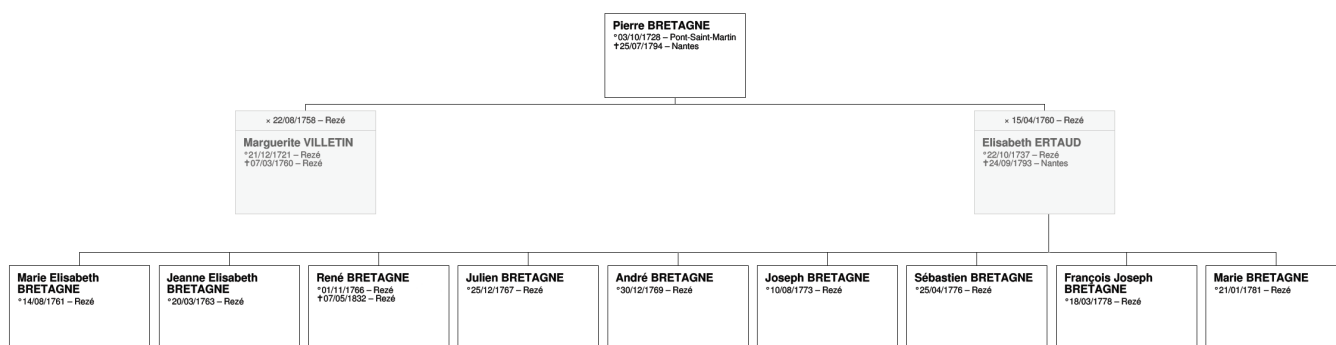 Pierre BRETAGNE
°03/10/1728 – Pont-Saint-Martin
✝25/07/1794 – Nantes
× 22/08/1758 – Rezé
Marguerite VILLETIN
°21/12/1721 – Rezé
✝07/03/1760 – Rezé
× 15/04/1760 – Rezé
Elisabeth ERTAUD
°22/10/1737 – Rezé
✝24/09/1793 – Nantes
Marie Elisabeth
BRETAGNE
°14/08/1761 – Rezé
Jeanne Elisabeth
BRETAGNE
°20/03/1763 – Rezé
René BRETAGNE
°01/11/1766 – Rezé
✝07/05/1832 – Rezé
Julien BRETAGNE
°25/12/1767 – Rezé
André BRETAGNE
°30/12/1769 – Rezé
Joseph BRETAGNE
°10/08/1773 – Rezé
Sébastien BRETAGNE
°25/04/1776 – Rezé
François Joseph
BRETAGNE
°18/03/1778 – Rezé
Marie BRETAGNE
°21/01/1781 – Rezé